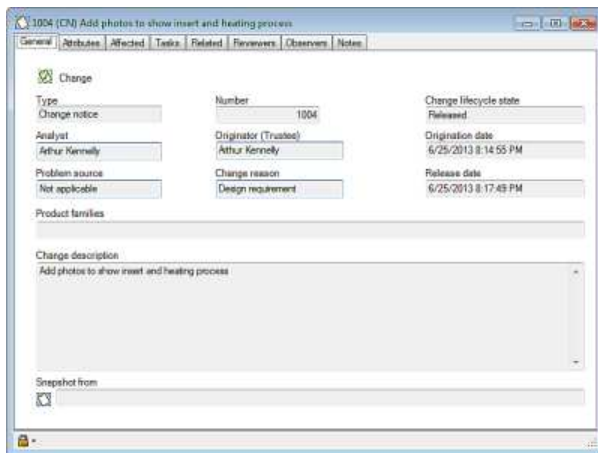 1004 (CN) Add photos to show insert and heating process
General Attributes Affected Tasks Related Reviewers Observers Notes
Change
Type Number Change lifecycle state
Change notice 1004 Released
Analyst Originator (Trustee) Origination date
Arthur Kennelly Arthur Kennelly 6/25/2013 8:14:55 PM
Problem source Change reason Release date
Not applicable Design requirement 6/25/2013 8:17:49 PM
Product families
Change description
Add photos to show insert and heating process
Snapshot from